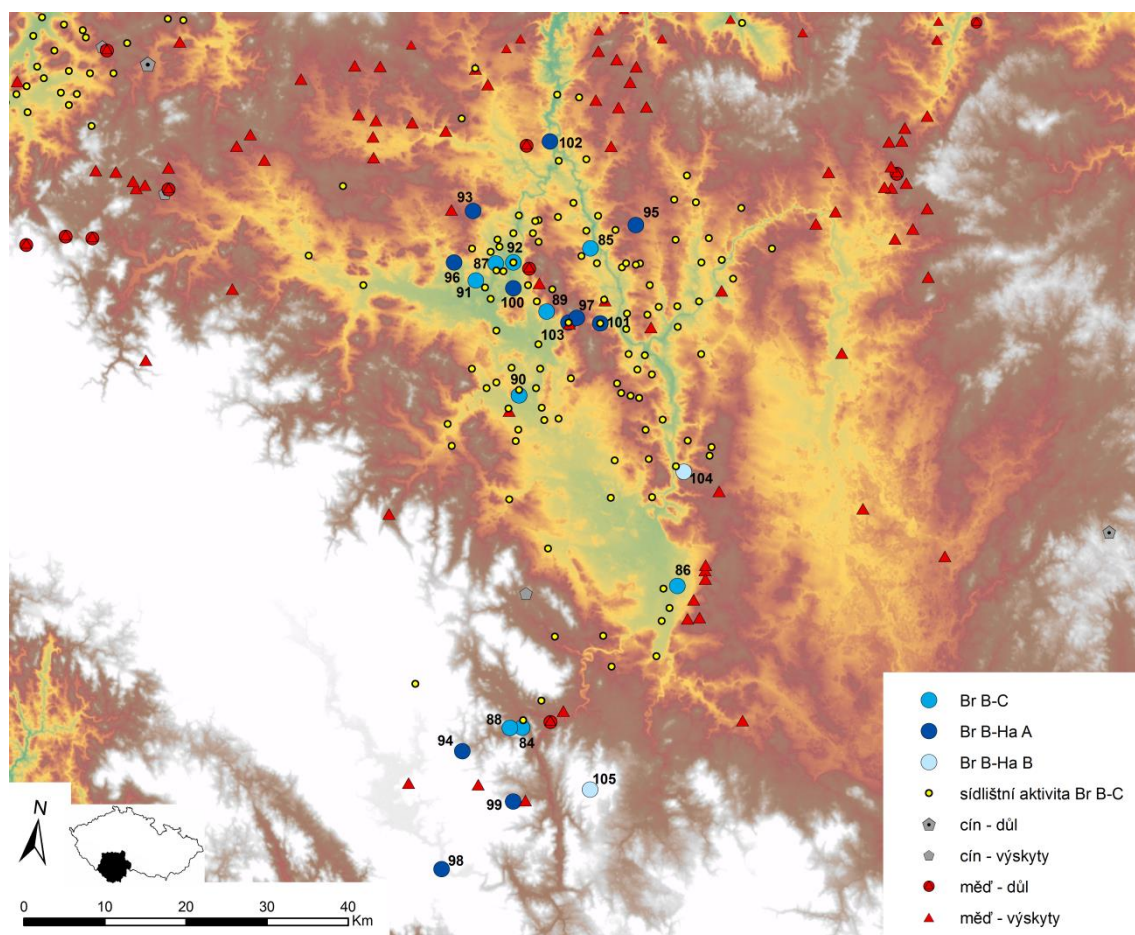 102
93
95
92
85
87
96
91
100
89
97
103
101
90
104
86
88
84
94
105
99
98
Br B-C
Br B-Ha A
Br B-Ha B
sídlištní aktivita Br B-C
cín - důl
cín - výskyty
měď - důl
měď - výskyty
N
0 10 20 30 40
Km